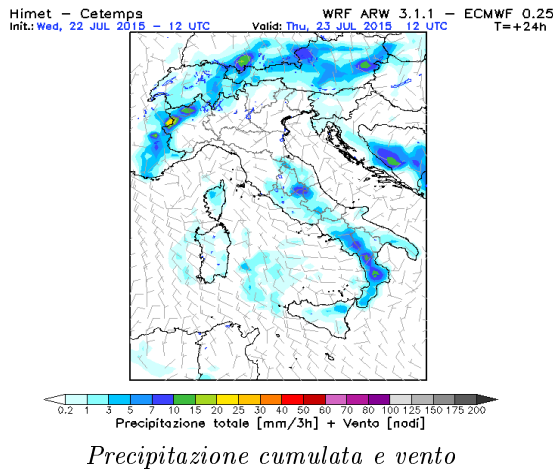 Himet – Cetemps WRF ARW 3.1.1 – ECMWF 0.25
Init.: Wed, 22 JUL 2015 – 12 UTC Valid: Thu, 23 JUL 2015 12 UTC T=+24h
0.2 1 3 5 7 10 15 20 25 30 40 50 60 70 80 100 125 150 175 200
Precipitazione totale [mm/3h] + Vento [nodi]
Precipitazione cumulata e vento